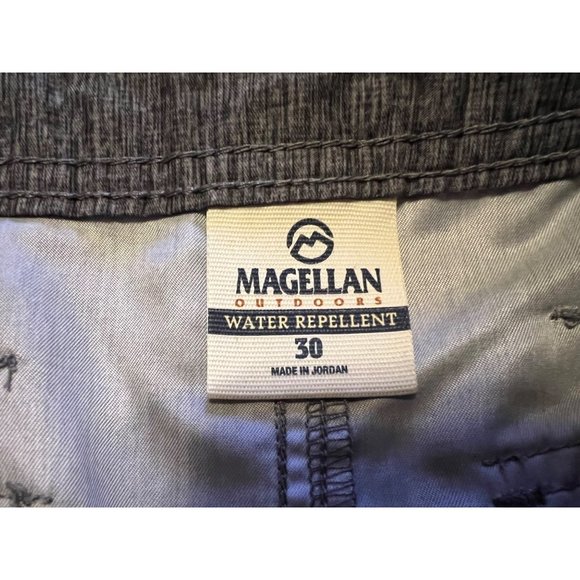 MAGELLAN
OUTDOORS
WATER REPELLENT
30
MADE IN JORDAN